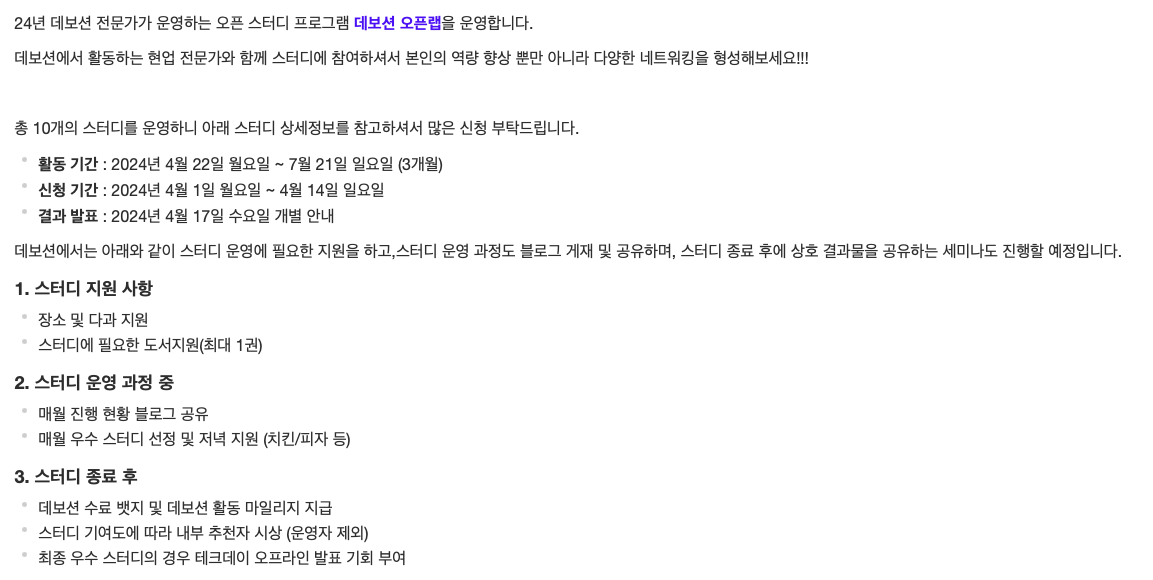 24년 데보션 전문가가 운영하는 오픈 스터디 프로그램 데보션 오픈랩을 운영합니다.
데보션에서 활동하는 현업 전문가와 함께 스터디에 참여하셔서 본인의 역량 향상 뿐만 아니라 다양한 네트워킹을 형성해보세요!!!
총 10개의 스터디를 운영하니 아래 스터디 상세정보를 참고하셔서 많은 신청 부탁드립니다.
활동 기간 : 2024년 4월 22일 월요일 ~ 7월 21일 일요일 (3개월)
신청 기간 : 2024년 4월 1일 월요일 ~ 4월 14일 일요일
결과 발표 : 2024년 4월 17일 수요일 개별 안내
데보션에서는 아래와 같이 스터디 운영에 필요한 지원을 하고,스터디 운영 과정도 블로그 게재 및 공유하며, 스터디 종료 후에 상호 결과물을 공유하는 세미나도 진행할 예정입니다.
1. 스터디 지원 사항
장소 및 다과 지원
스터디에 필요한 도서지원(최대 1권)
2. 스터디 운영 과정 중
매월 진행 현황 블로그 공유
매월 우수 스터디 선정 및 저녁 지원 (치킨/피자 등)
3. 스터디 종료 후
데보션 수료 뱃지 및 데보션 활동 마일리지 지급
스터디 기여도에 따라 내부 추천자 시상 (운영자 제외)
최종 우수 스터디의 경우 테크데이 오프라인 발표 기회 부여